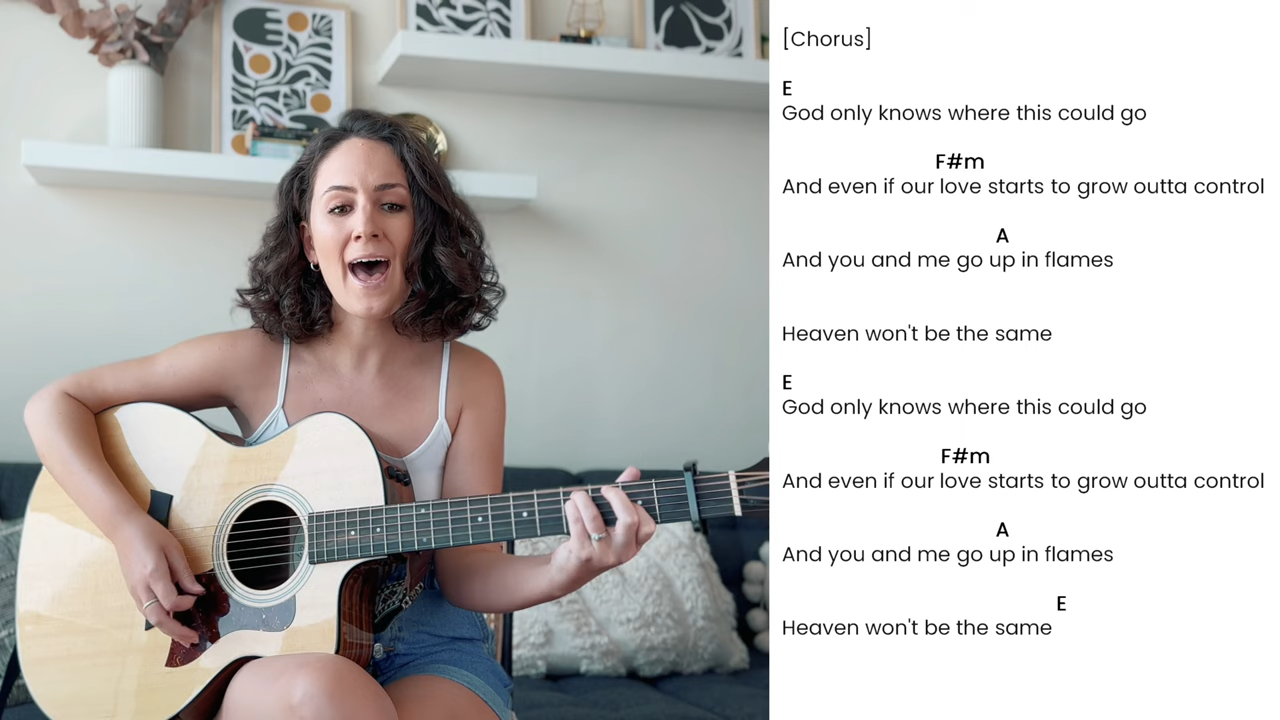 [Chorus]
E
God only knows where this could go
F#m
And even if our love starts to grow outta control
A
And you and me go up in flames
Heaven won't be the same
E
God only knows where this could go
F#m
And even if our love starts to grow outta control
A
And you and me go up in flames
E
Heaven won't be the same